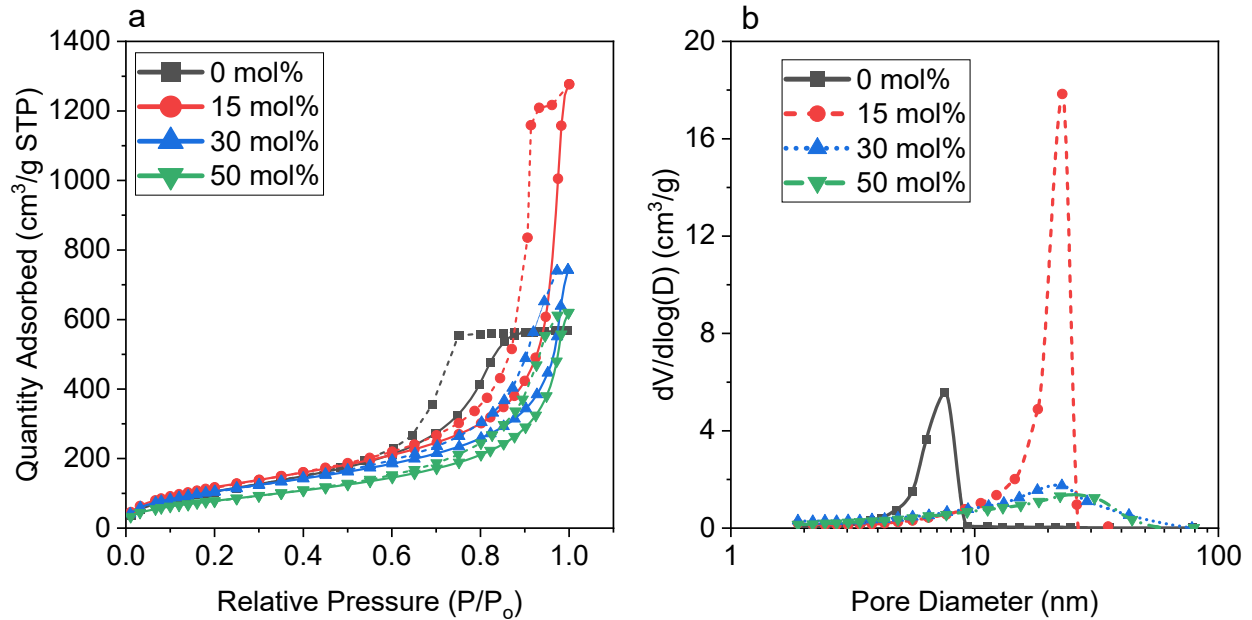 a
1400
1200
1000
800
600
400
200
0
Quantity Adsorbed (cm³/g STP)
0 mol%
15 mol%
30 mol%
50 mol%
0.0 0.2 0.4 0.6 0.8 1.0
Relative Pressure (P/Pₒ)
b
20
16
12
8
4
0
dV/dlog(D) (cm³/g)
0 mol%
15 mol%
30 mol%
50 mol%
1 10 100
Pore Diameter (nm)